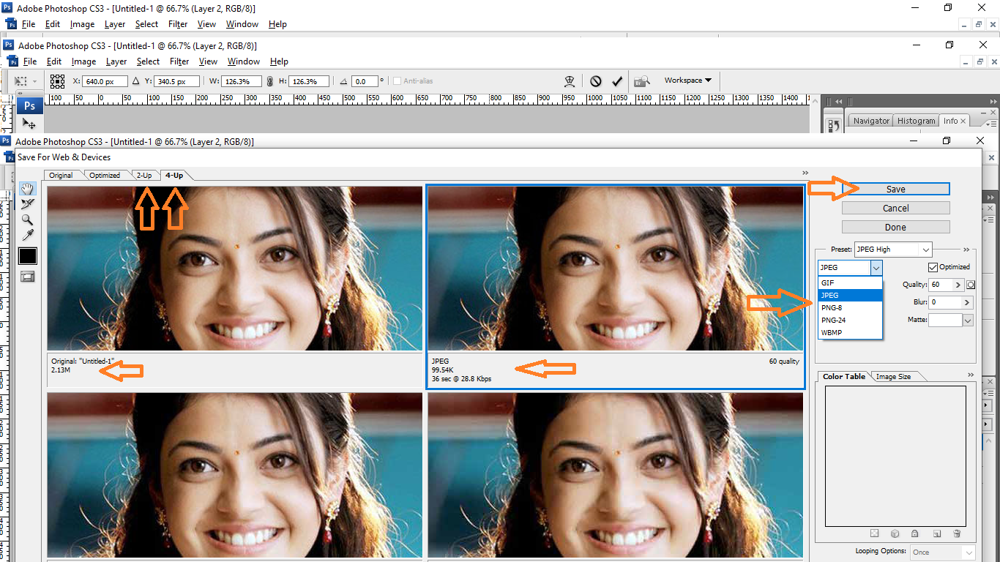 Ps Adobe Photoshop CS3 - [Untitled-1 @ 66.7% (Layer 2, RGB/8)]
Ps File Edit Image Layer Select Filter View Window Help
Ps Adobe Photoshop CS3 - [Untitled-1 @ 66.7% (Layer 2, RGB/8)]
Ps File Edit Image Layer Select Filter View Window Help
X: 640.0 px Y: 340.5 px W: 126.3% H: 126.3% 0.0 ° Anti-alias Br Workspace
100 50 0 50 100 150 200 250 300 350 400 450 500 550 600 650 700 750 800 850 900 950 1000 1050 1100 1150 1200 1250 1300 1350 1400
Ps
Navigator Histogram Info
Ps Adobe Photoshop CS3 - [Untitled-1 @ 66.7% (Layer 2, RGB/8)]
Save For Web & Devices
Original Optimized 2-Up 4-Up
Save
Cancel
Done
Preset: JPEG High
JPEG Optimized
GIF
JPEG
PNG-8
PNG-24
WBMP
Quality: 60
Blur: 0
Matte:
Original: "Untitled-1"
2.13M
JPEG 60 quality
99.54K
36 sec @ 28.8 Kbps
Color Table Image Size
Looping Options: Once